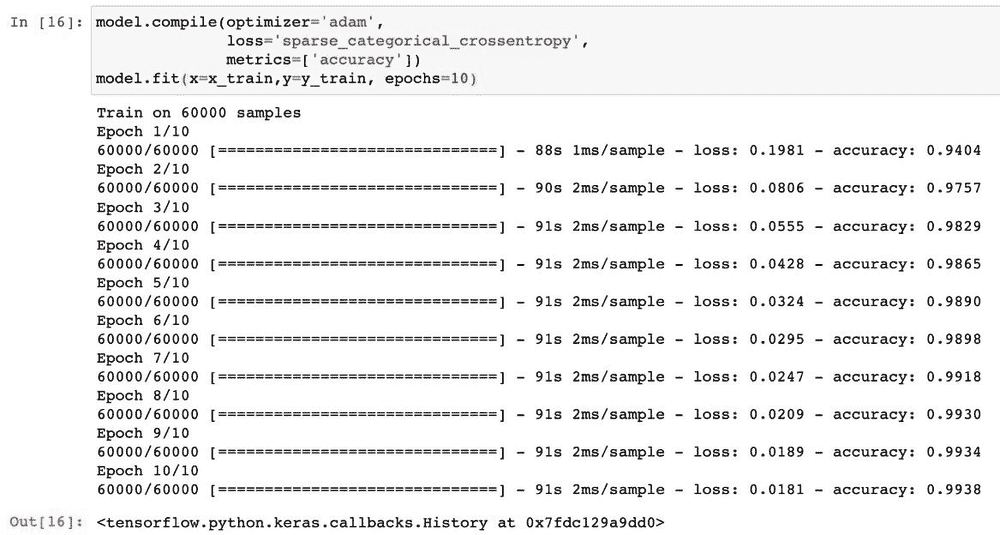 In [16]: model.compile(optimizer='adam',
loss='sparse_categorical_crossentropy',
metrics=['accuracy'])
model.fit(x=x_train,y=y_train, epochs=10)
Train on 60000 samples
Epoch 1/10
60000/60000 [==============================] - 88s 1ms/sample - loss: 0.1981 - accuracy: 0.9404
Epoch 2/10
60000/60000 [==============================] - 90s 2ms/sample - loss: 0.0806 - accuracy: 0.9757
Epoch 3/10
60000/60000 [==============================] - 91s 2ms/sample - loss: 0.0555 - accuracy: 0.9829
Epoch 4/10
60000/60000 [==============================] - 91s 2ms/sample - loss: 0.0428 - accuracy: 0.9865
Epoch 5/10
60000/60000 [==============================] - 91s 2ms/sample - loss: 0.0324 - accuracy: 0.9890
Epoch 6/10
60000/60000 [==============================] - 91s 2ms/sample - loss: 0.0295 - accuracy: 0.9898
Epoch 7/10
60000/60000 [==============================] - 91s 2ms/sample - loss: 0.0247 - accuracy: 0.9918
Epoch 8/10
60000/60000 [==============================] - 91s 2ms/sample - loss: 0.0209 - accuracy: 0.9930
Epoch 9/10
60000/60000 [==============================] - 91s 2ms/sample - loss: 0.0189 - accuracy: 0.9934
Epoch 10/10
60000/60000 [==============================] - 91s 2ms/sample - loss: 0.0181 - accuracy: 0.9938
Out[16]: <tensorflow.python.keras.callbacks.History at 0x7fdc129a9dd0>